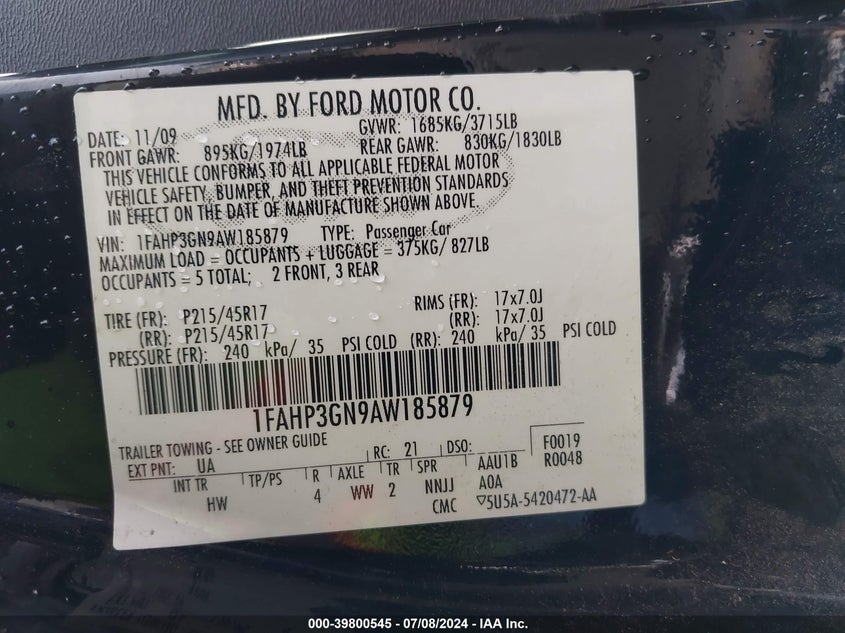 MFD. BY FORD MOTOR CO.
DATE: 11/09 GVWR: 1685KG/3715LB
FRONT GAWR: 895KG/1974LB REAR GAWR: 830KG/1830LB
THIS VEHICLE CONFORMS TO ALL APPLICABLE FEDERAL MOTOR
VEHICLE SAFETY, BUMPER, AND THEFT PREVENTION STANDARDS
IN EFFECT ON THE DATE OF MANUFACTURE SHOWN ABOVE.
VIN: 1FAHP3GN9AW185879 TYPE: Passenger Car
MAXIMUM LOAD = OCCUPANTS + LUGGAGE = 375KG/ 827LB
OCCUPANTS = 5 TOTAL; 2 FRONT, 3 REAR
TIRE (FR): P215/45R17 RIMS (FR): 17x7.0J
(RR): P215/45R17 (RR): 17x7.0J
PRESSURE (FR): 240 kPa/ 35 PSI COLD (RR): 240 kPa/ 35 PSI COLD
1FAHP3GN9AW185879
TRAILER TOWING - SEE OWNER GUIDE
EXT PNT: UA RC: 21 DSO: F0019
INT TR TP/PS R AXLE TR SPR AAU1B R0048
HW 4 WW 2 NNJJ A0A
CMC ▽5U5A-5420472-AA
000-39800545 - 07/08/2024 - IAA Inc.